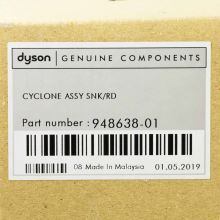 dyson | GENUINE COMPONENTS
CYCLONE ASSY SNK/RD
Part number : 948638-01
08 Made In Malaysia 01.05.2019